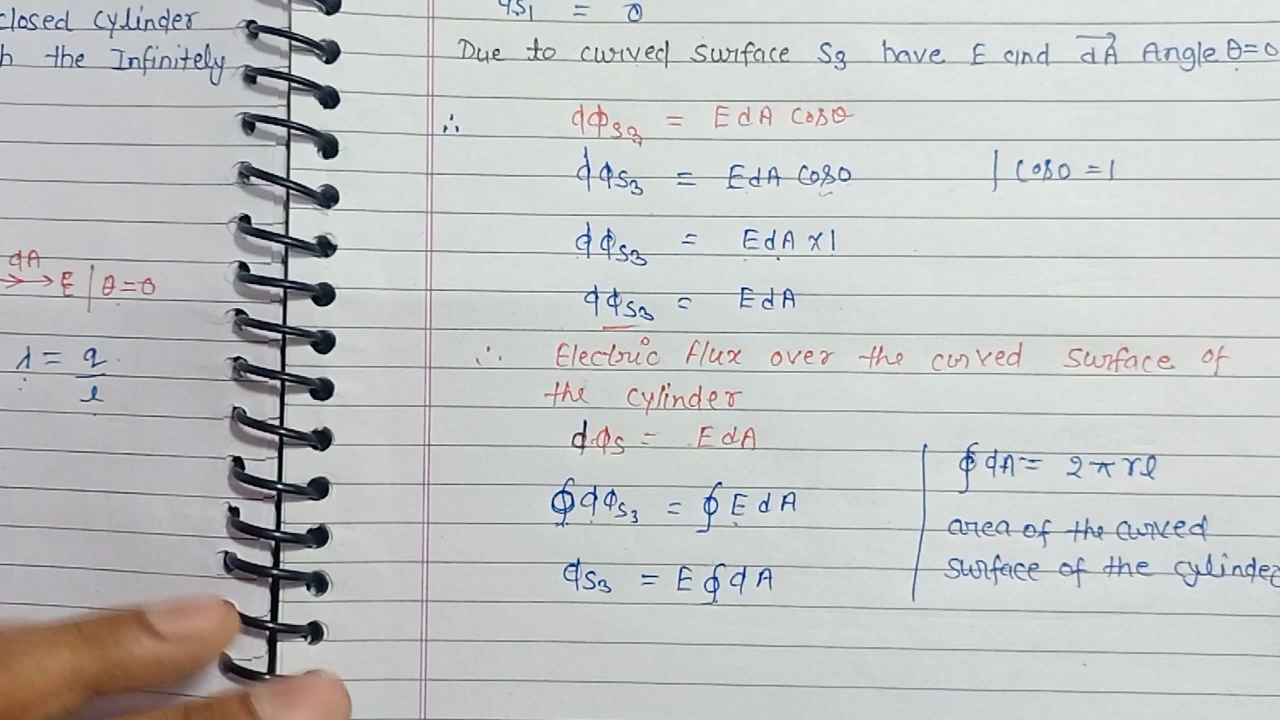 closed cylinder
the Infinitely
dA
E | θ=0
λ = q
l
φs₁ = 0
Due to curved surface S₃ have E and dA Angle θ=0
∴ dφs₃ = E dA cosθ
dφs₃ = EdA cos0 | cos0 = 1
dφs₃ = EdA x1
dφs₃ = EdA
∴ Electric flux over the curved surface of
the cylinder
dφs = EdA
∮dφs₃ = ∮EdA
φs₃ = E∮dA
∮dA = 2πrl
area of the curved
surface of the cylinder